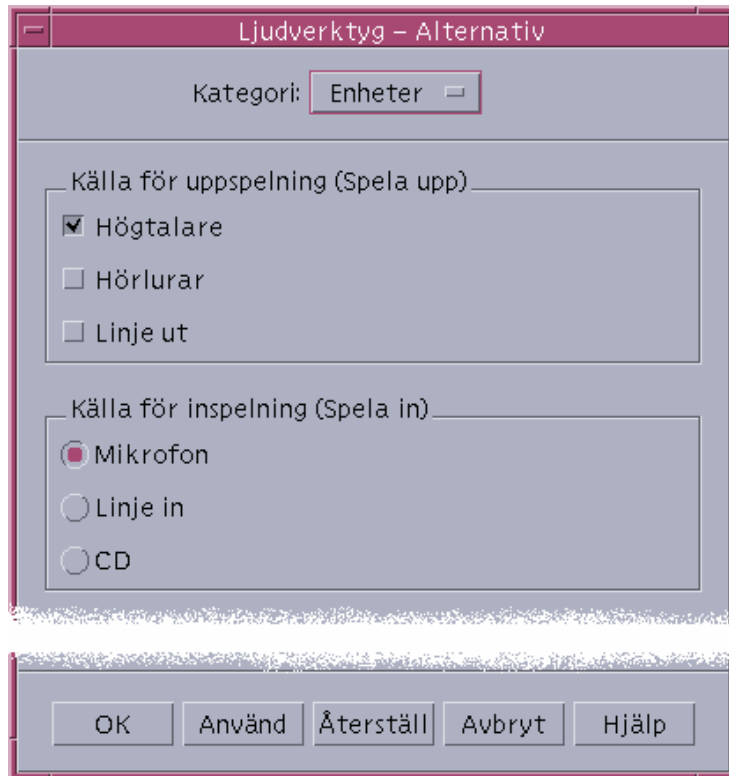 Ljudverktyg – Alternativ
Kategori: Enheter
Källa för uppspelning (Spela upp)
Högtalare
Hörlurar
Linje ut
Källa för inspelning (Spela in)
Mikrofon
Linje in
CD
OK Använd Återställ Avbryt Hjälp